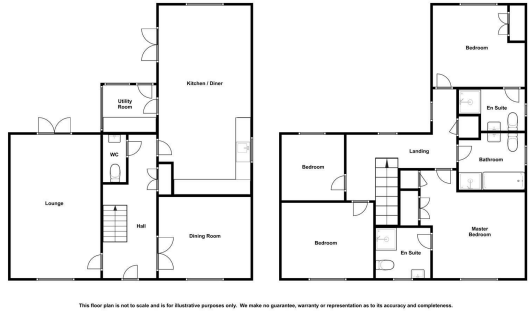 Kitchen / Diner
Utility
Room
WC
Lounge
Hall
Dining Room
Bedroom
En Suite
Bathroom
Landing
Bedroom
Bedroom
Master
Bedroom
En Suite
This floor plan is not to scale and is for illustrative purposes only. We make no guarantee, warranty or representation as to its accuracy and completeness.